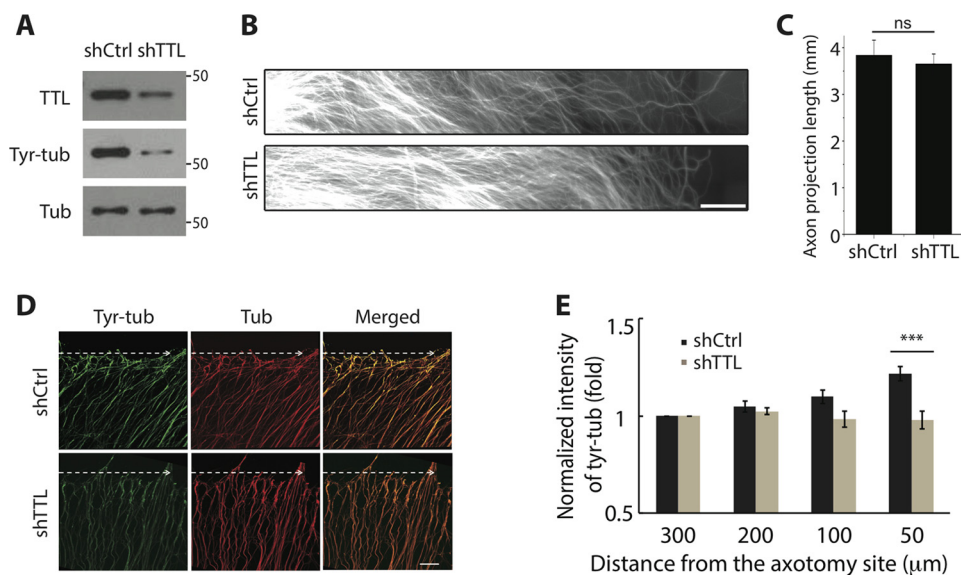 A
shCtrl shTTL
TTL
50
Tyr-tub
50
Tub
50
B
shCtrl
shTTL
C
ns
Axon projection length (mm)
4
3
2
1
0
shCtrl shTTL
D
Tyr-tub Tub Merged
shCtrl
shTTL
E
Normalized intensity
of tyr-tub (fold)
1.5
1
0.5
shCtrl
shTTL
***
300 200 100 50
Distance from the axotomy site (μm)